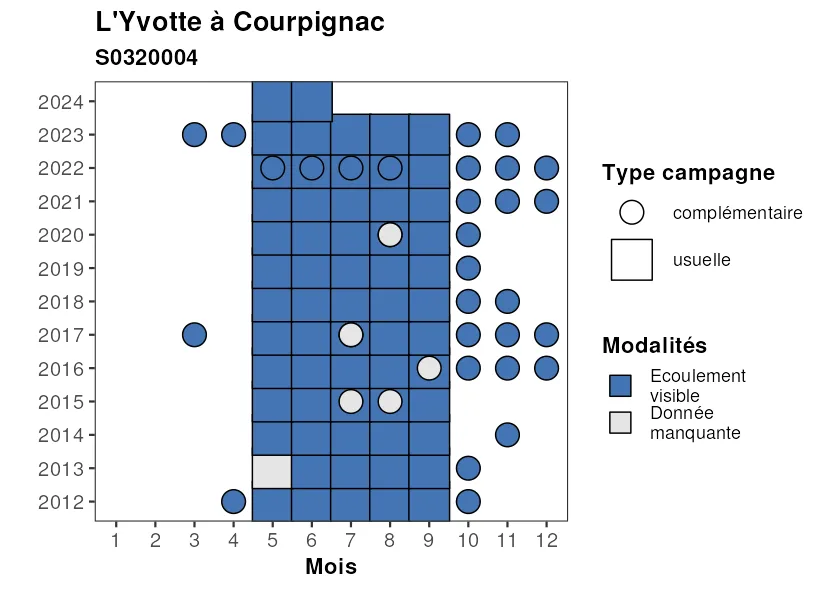 L'Yvotte à Courpignac
S0320004
2024
2023
2022
2021
2020
2019
2018
2017
2016
2015
2014
2013
2012
1 2 3 4 5 6 7 8 9 10 11 12
Mois
Type campagne
complémentaire
usuelle
Modalités
Ecoulement
visible
Donnée
manquante